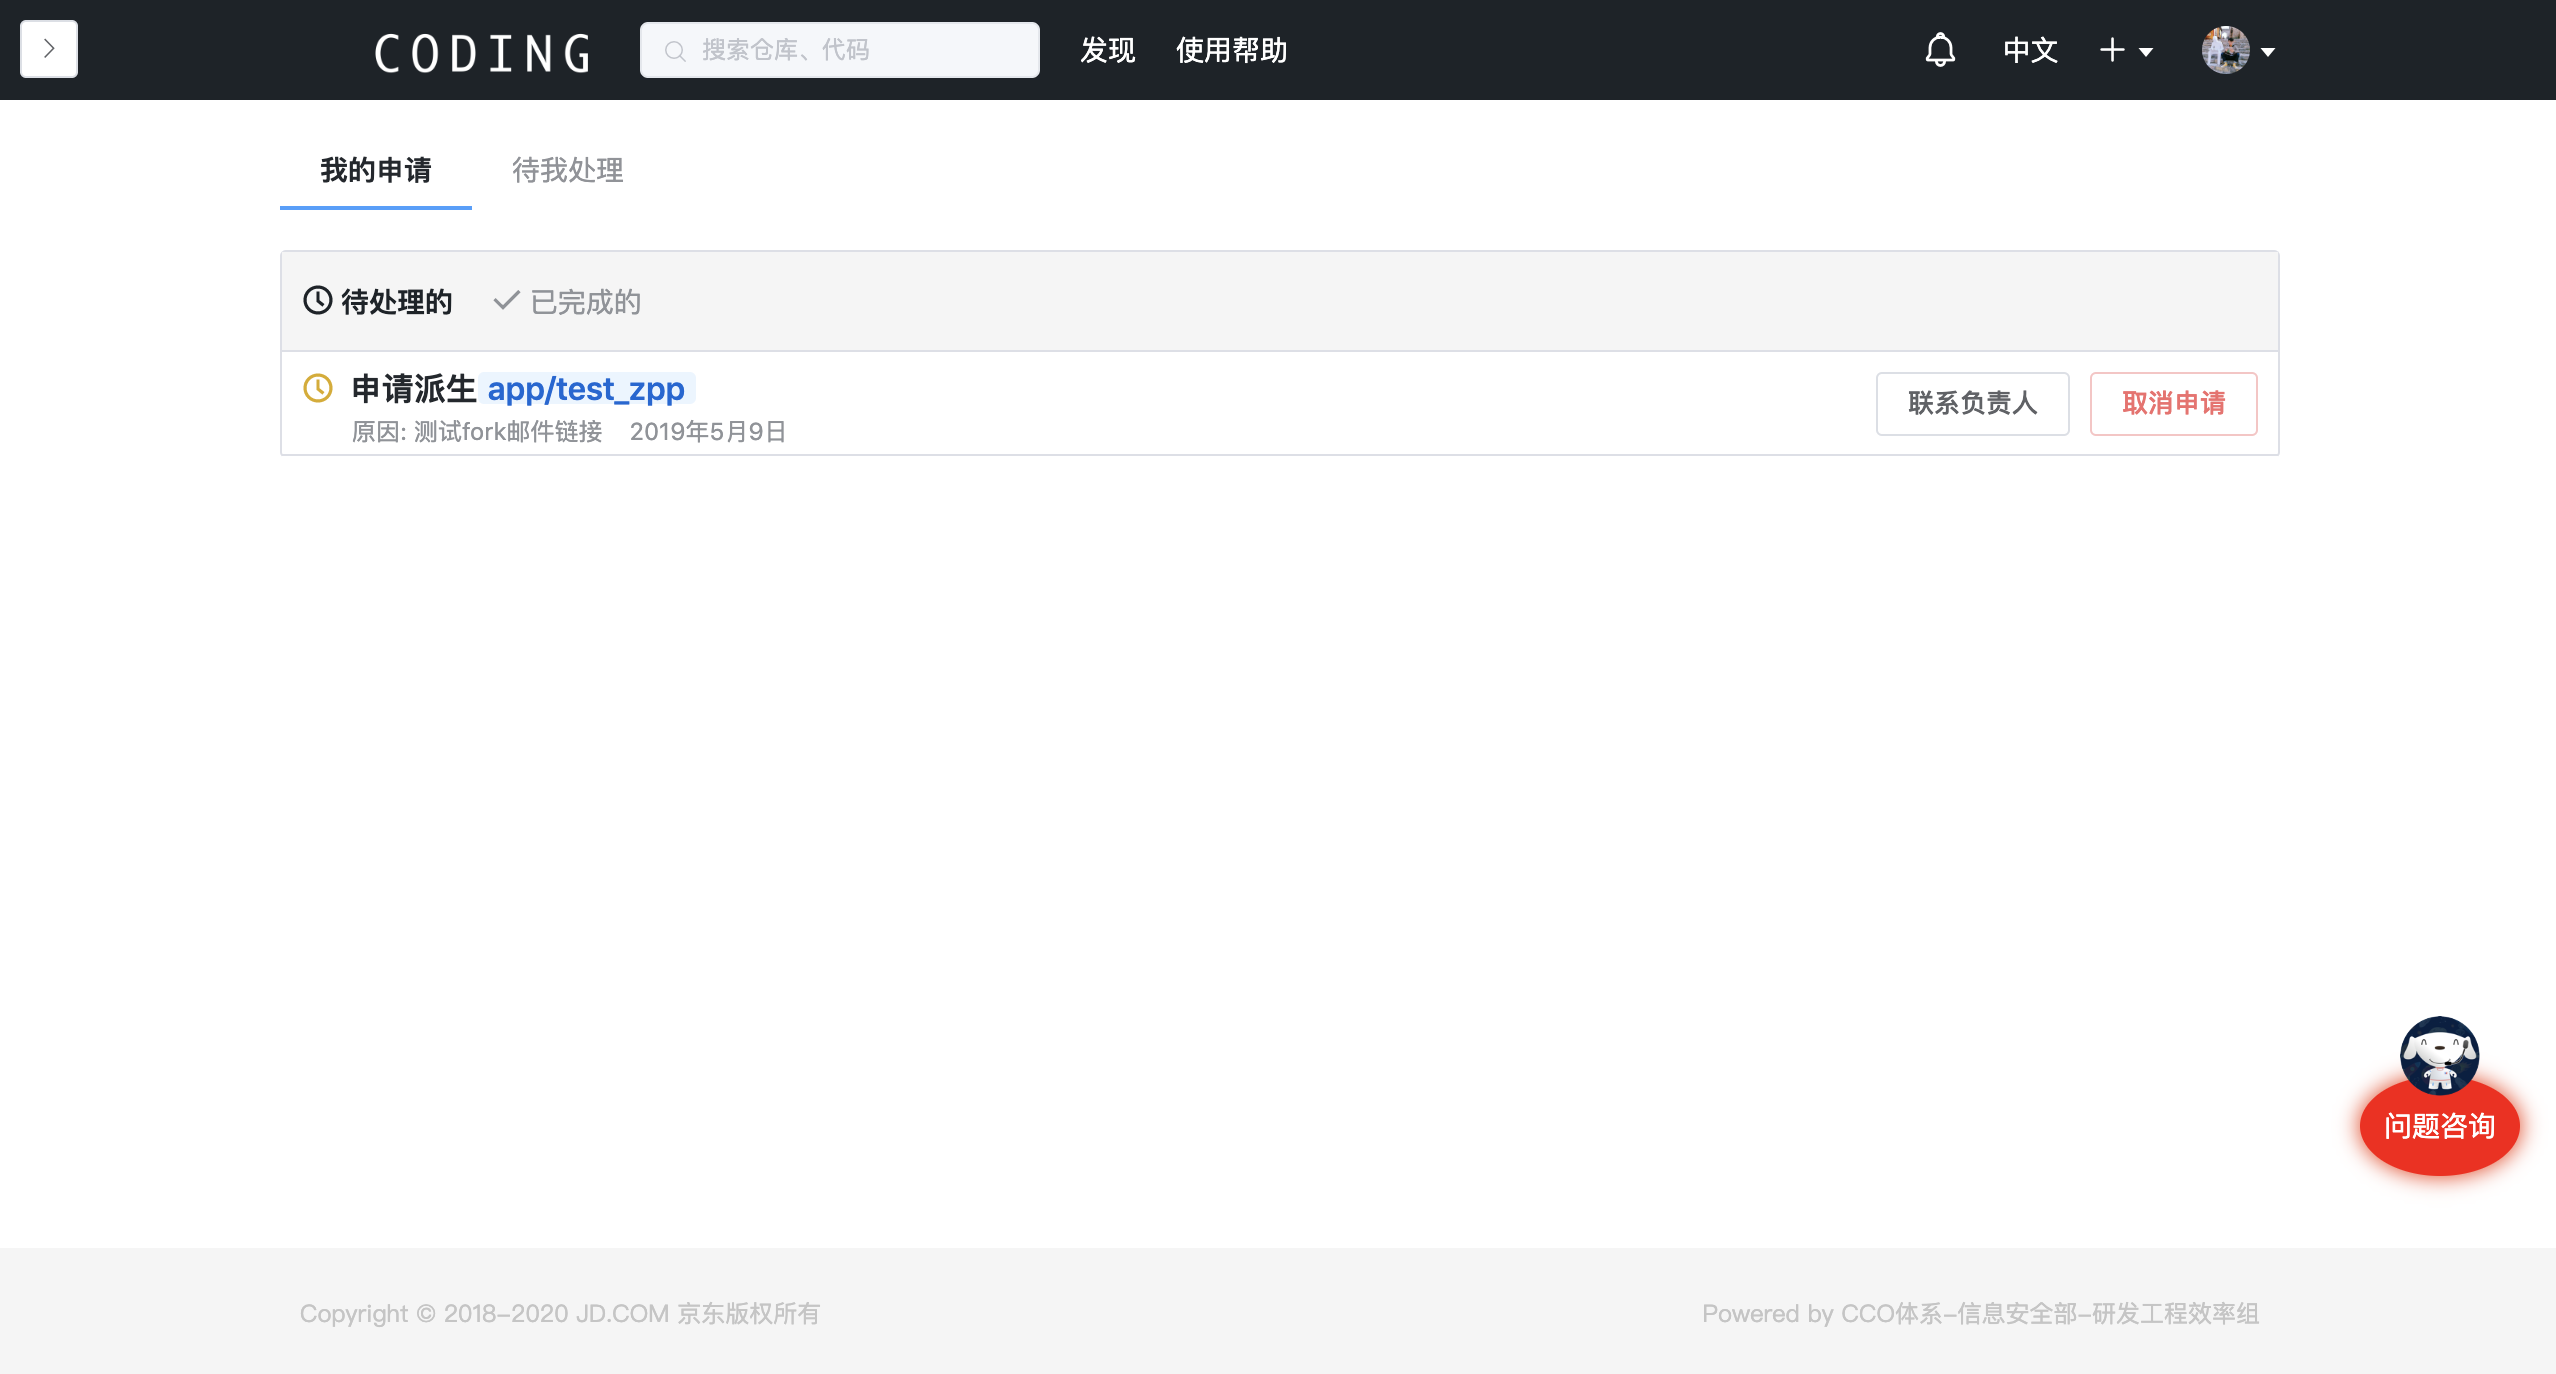 CODING 搜索仓库、代码 发现 使用帮助 中文
我的申请 待我处理
待处理的 已完成的
申请派生 app/test_zpp 联系负责人 取消申请
原因: 测试fork邮件链接 2019年5月9日
问题咨询
Copyright © 2018-2020 JD.COM 京东版权所有 Powered by CCO体系-信息安全部-研发工程效率组